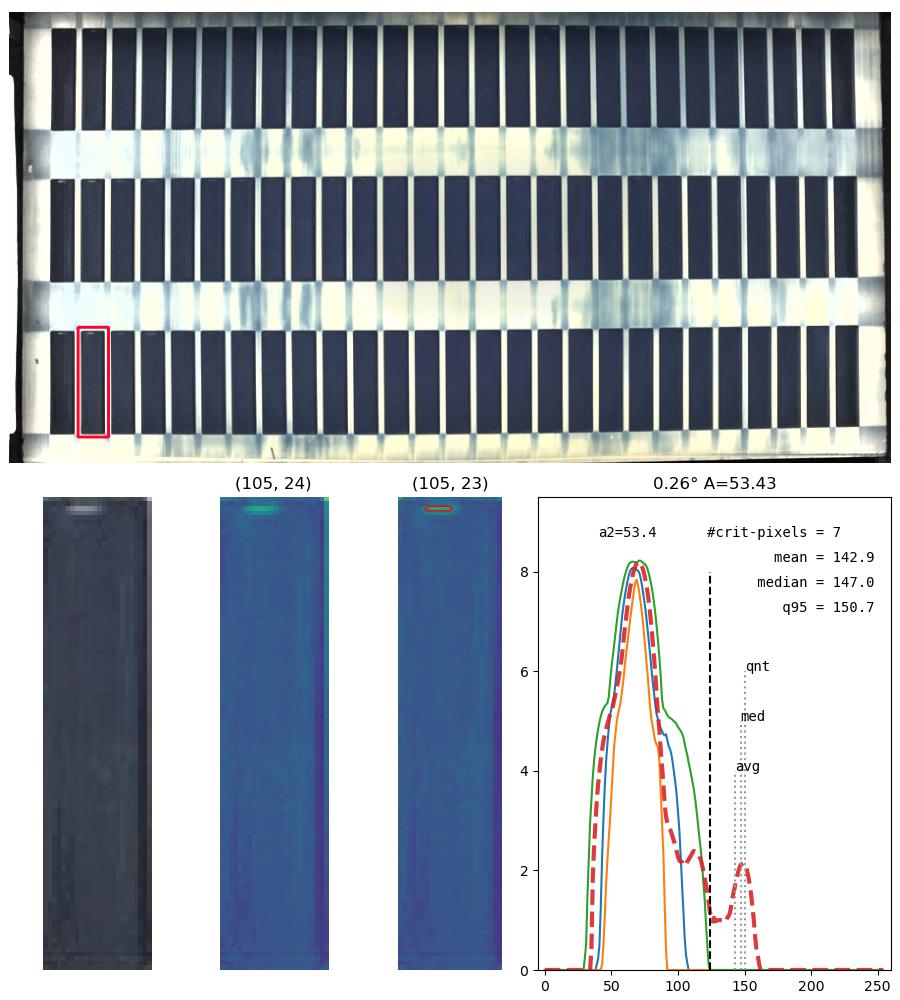 (105, 24)
(105, 23)
0.26° A=53.43
a2=53.4
#crit-pixels = 7
mean = 142.9
median = 147.0
q95 = 150.7
qnt
med
avg
8
6
4
2
0
0 50 100 150 200 250